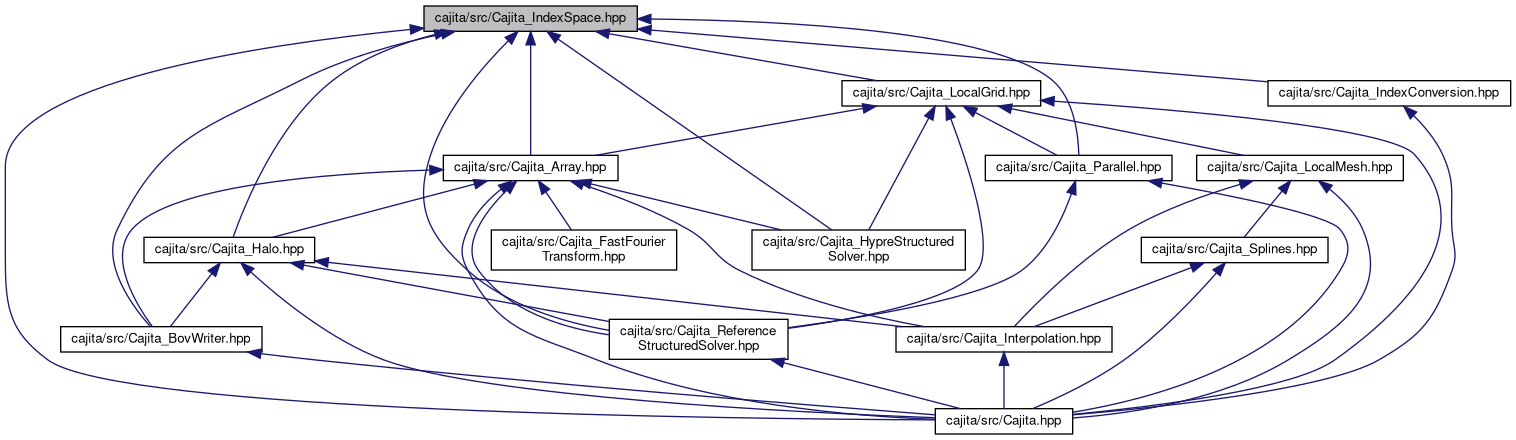 cajita/src/Cajita_IndexSpace.hpp
cajita/src/Cajita_LocalGrid.hpp
cajita/src/Cajita_IndexConversion.hpp
cajita/src/Cajita_Array.hpp
cajita/src/Cajita_Parallel.hpp
cajita/src/Cajita_LocalMesh.hpp
cajita/src/Cajita_Halo.hpp
cajita/src/Cajita_FastFourier
Transform.hpp
cajita/src/Cajita_HypreStructured
Solver.hpp
cajita/src/Cajita_Splines.hpp
cajita/src/Cajita_BovWriter.hpp
cajita/src/Cajita_Reference
StructuredSolver.hpp
cajita/src/Cajita_Interpolation.hpp
cajita/src/Cajita.hpp